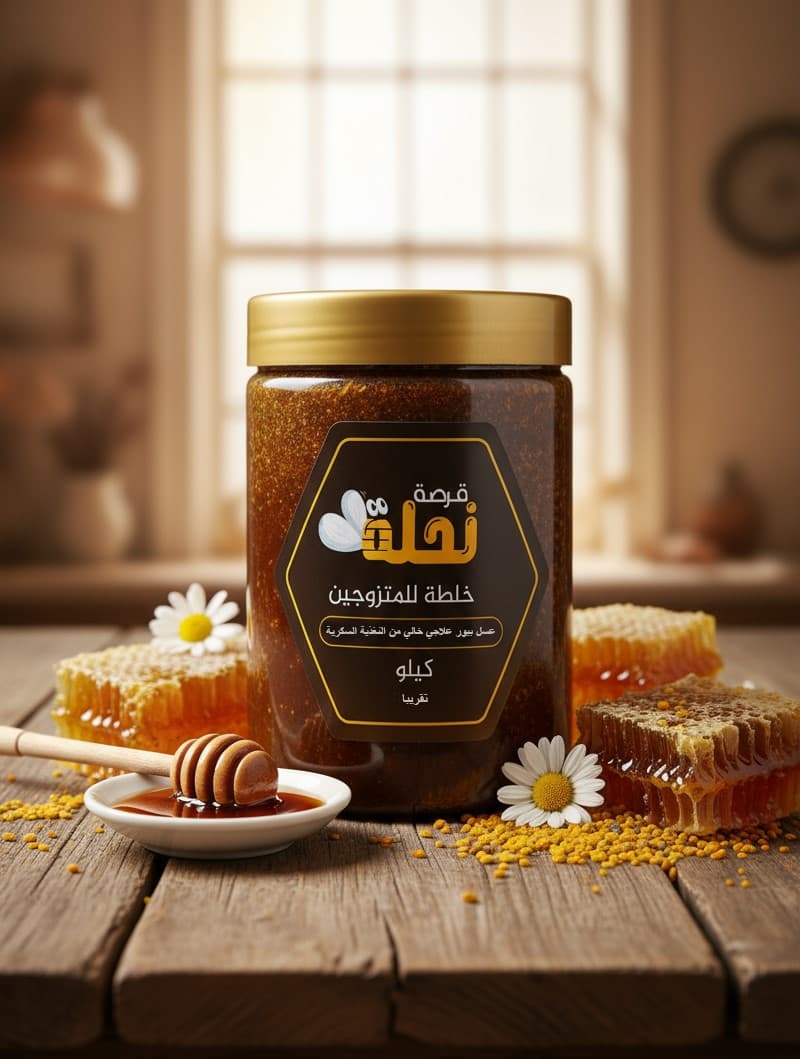 قرصة
نحلة
خلطة للمتزوجين
عسل بيور علاجي خالي من التغذية السكرية
كيلو
تقريبا